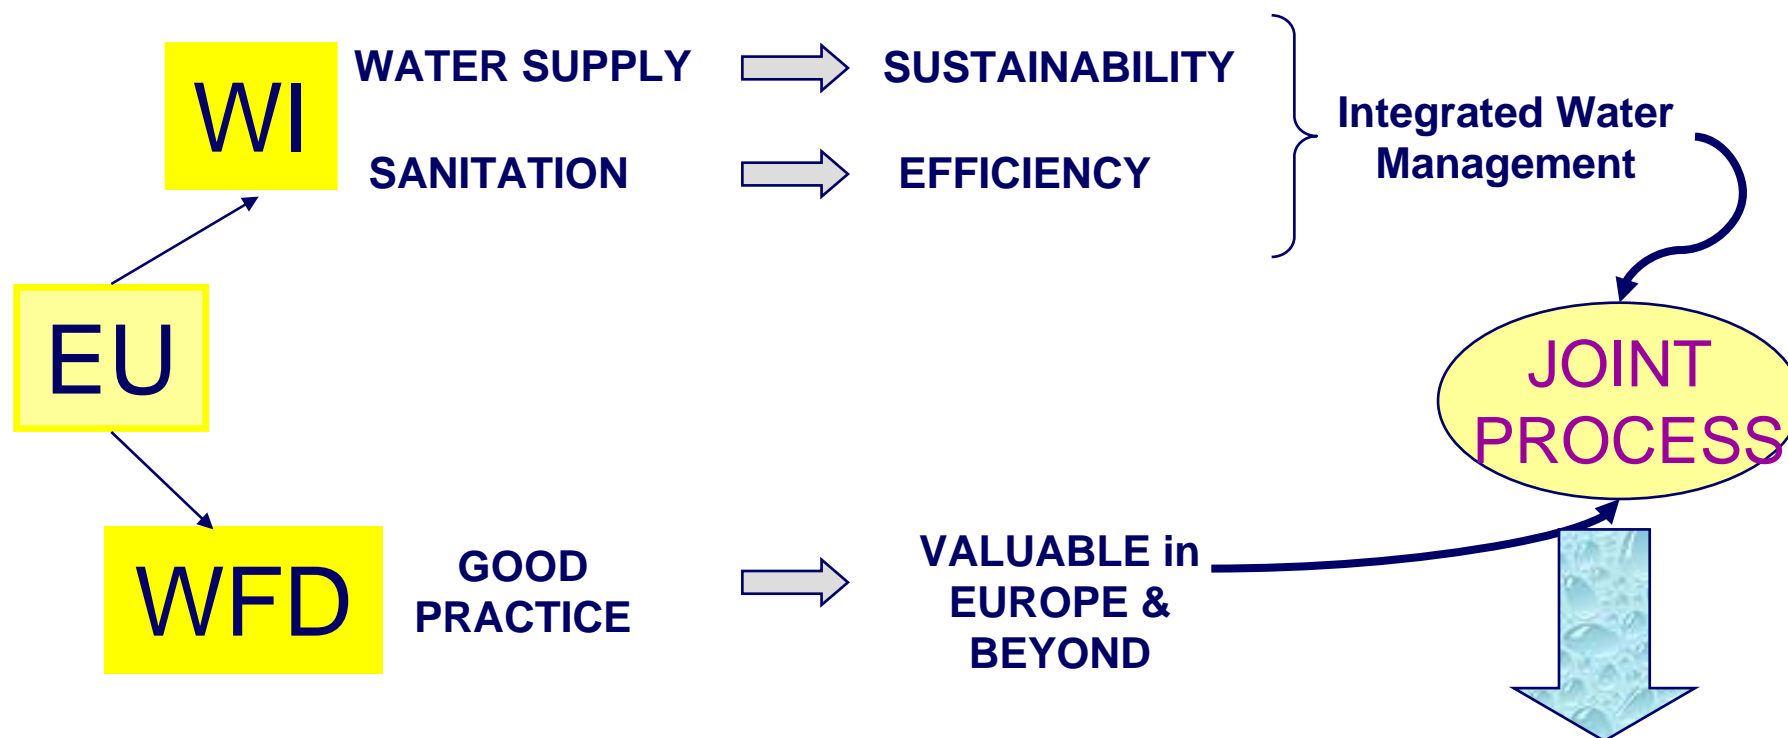 WI
WATER SUPPLY
SUSTAINABILITY
SANITATION
EFFICIENCY
Integrated Water
Management
EU
JOINT
PROCESS
WFD
GOOD
PRACTICE
VALUABLE in
EUROPE &
BEYOND